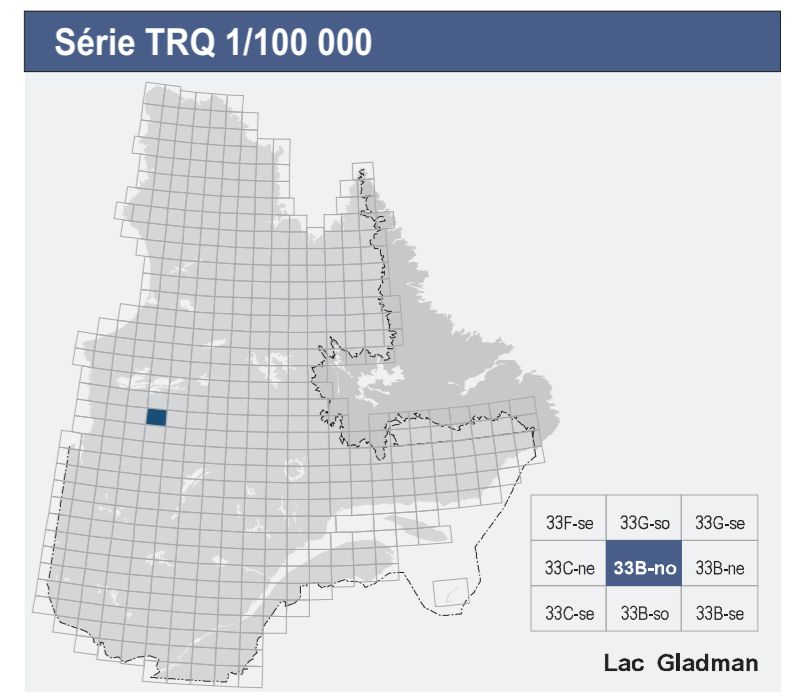 Série TRQ 1/100 000
33F-se 33G-so 33G-se
33C-ne 33B-no 33B-ne
33C-se 33B-so 33B-se
Lac Gladman